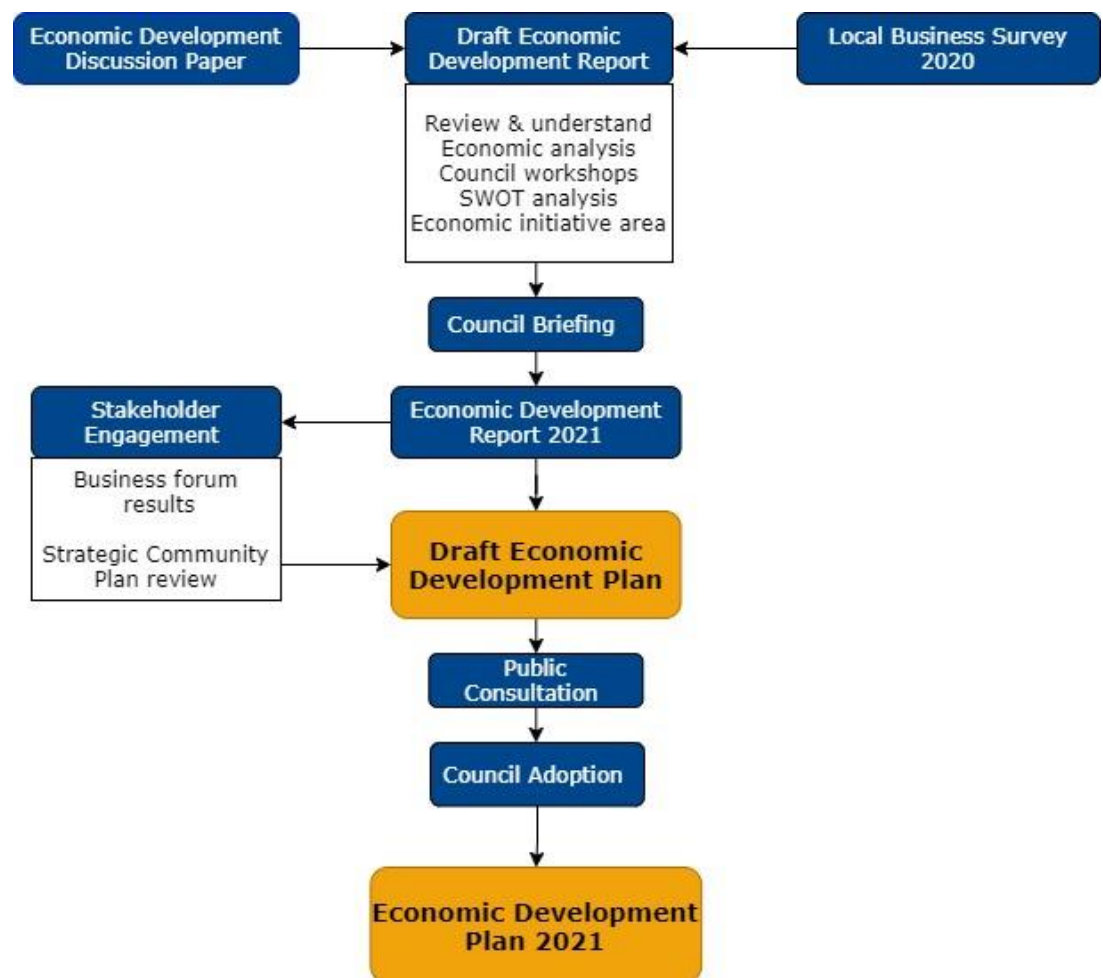 Economic Development
Discussion Paper
Draft Economic
Development Report
Local Business Survey
2020
Review & understand
Economic analysis
Council workshops
SWOT analysis
Economic initiative area
Council Briefing
Stakeholder
Engagement
Economic Development
Report 2021
Business forum
results
Strategic Community
Plan review
Draft Economic
Development Plan
Public
Consultation
Council Adoption
Economic Development
Plan 2021